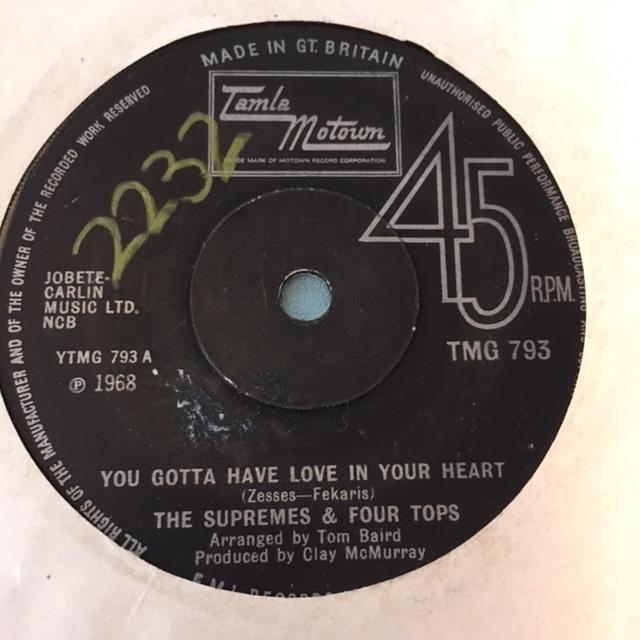 MADE IN GT. BRITAIN
UNAUTHORISED PUBLIC PERFORMANCE BROADCASTING AND
Tamla
Motown
TRADE MARK OF MOTOWN RECORD CORPORATION
2232
45
R.P.M.
JOBETE-
CARLIN
MUSIC LTD.
NCB
YTMG 793 A
℗ 1968
TMG 793
YOU GOTTA HAVE LOVE IN YOUR HEART
(Zesses—Fekaris)
THE SUPREMES & FOUR TOPS
Arranged by Tom Baird
Produced by Clay McMurray
E.M.I. RECORDS
ALL RIGHTS OF THE MANUFACTURER AND OF THE OWNER OF THE RECORDED WORK RESERVED